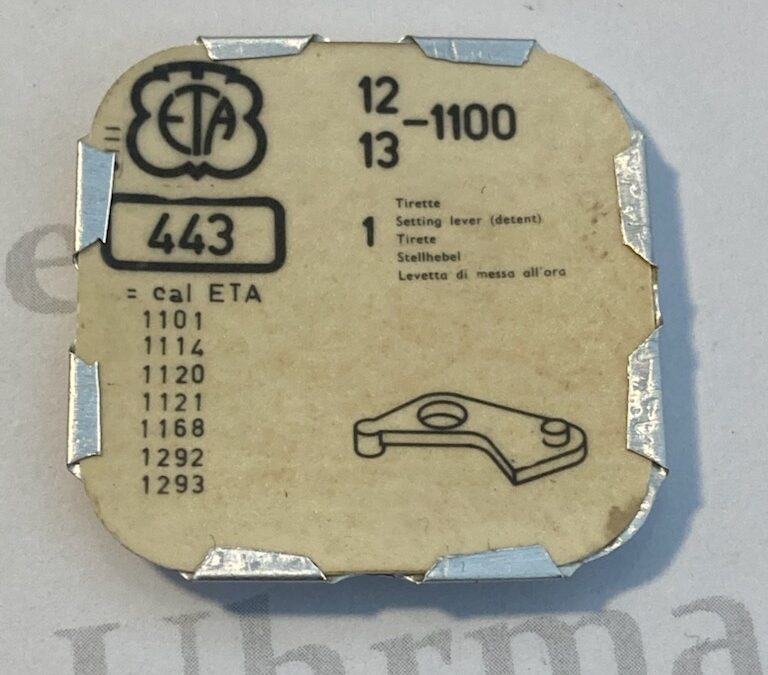 ETA
12
13
-1100
443
1
Tirette
Setting lever (detent)
Tirete
Stellhebel
Levetta di messa all'ora
= cal ETA
1101
1114
1120
1121
1168
1292
1293
Uhrma